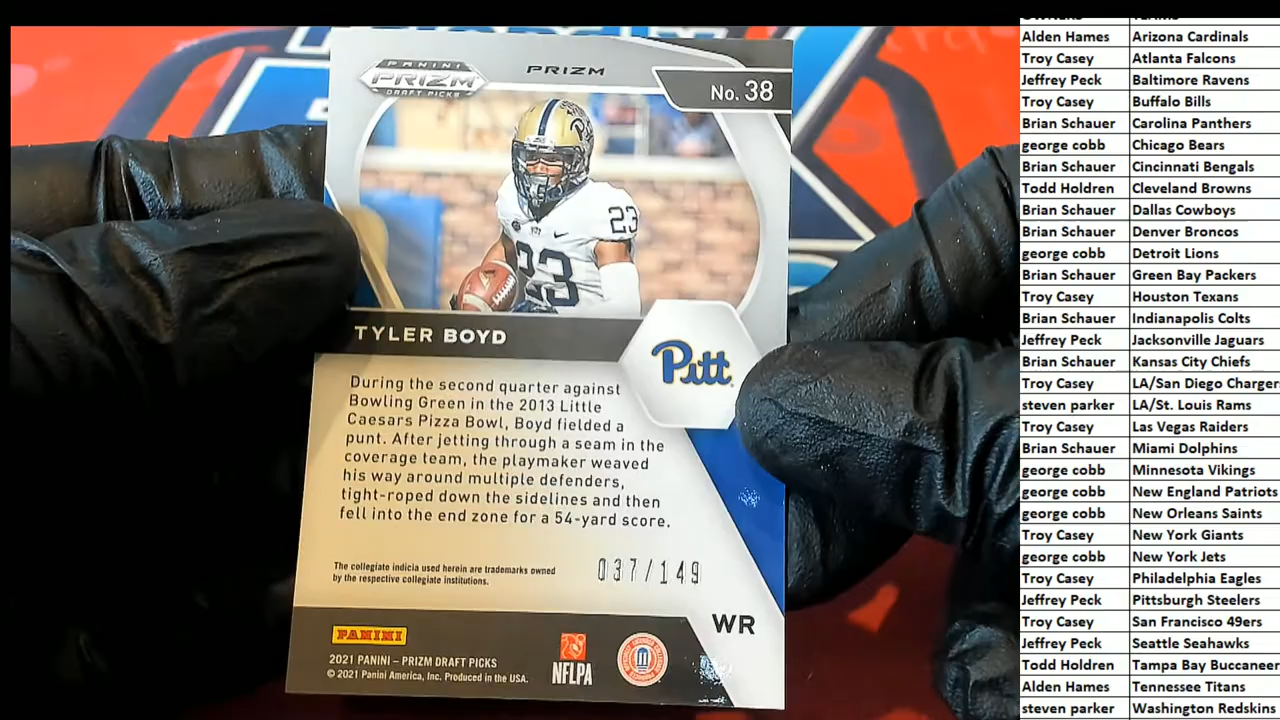 PANINI
PRIZM
DRAFT PICKS
PRIZM
No. 38
23
23
TYLER BOYD
Pitt
During the second quarter against
Bowling Green in the 2013 Little
Caesars Pizza Bowl, Boyd fielded a
punt. After jetting through a seam in the
coverage team, the playmaker weaved
his way around multiple defenders,
tight-roped down the sidelines and then
fell into the end zone for a 54-yard score.
The collegiate indicia used herein are trademarks owned
by the respective collegiate institutions.
037/149
WR
PANINI
2021 PANINI – PRIZM DRAFT PICKS
© 2021 Panini America, Inc. Produced in the USA.
NFLPA
OWNERS TEAMS
Alden Hames Arizona Cardinals
Troy Casey Atlanta Falcons
Jeffrey Peck Baltimore Ravens
Troy Casey Buffalo Bills
Brian Schauer Carolina Panthers
george cobb Chicago Bears
Brian Schauer Cincinnati Bengals
Todd Holdren Cleveland Browns
Brian Schauer Dallas Cowboys
Brian Schauer Denver Broncos
george cobb Detroit Lions
Brian Schauer Green Bay Packers
Troy Casey Houston Texans
Brian Schauer Indianapolis Colts
Jeffrey Peck Jacksonville Jaguars
Brian Schauer Kansas City Chiefs
Troy Casey LA/San Diego Chargers
steven parker LA/St. Louis Rams
Troy Casey Las Vegas Raiders
Brian Schauer Miami Dolphins
george cobb Minnesota Vikings
george cobb New England Patriots
george cobb New Orleans Saints
Troy Casey New York Giants
george cobb New York Jets
Troy Casey Philadelphia Eagles
Jeffrey Peck Pittsburgh Steelers
Troy Casey San Francisco 49ers
Jeffrey Peck Seattle Seahawks
Todd Holdren Tampa Bay Buccaneer
Alden Hames Tennessee Titans
steven parker Washington Redskins